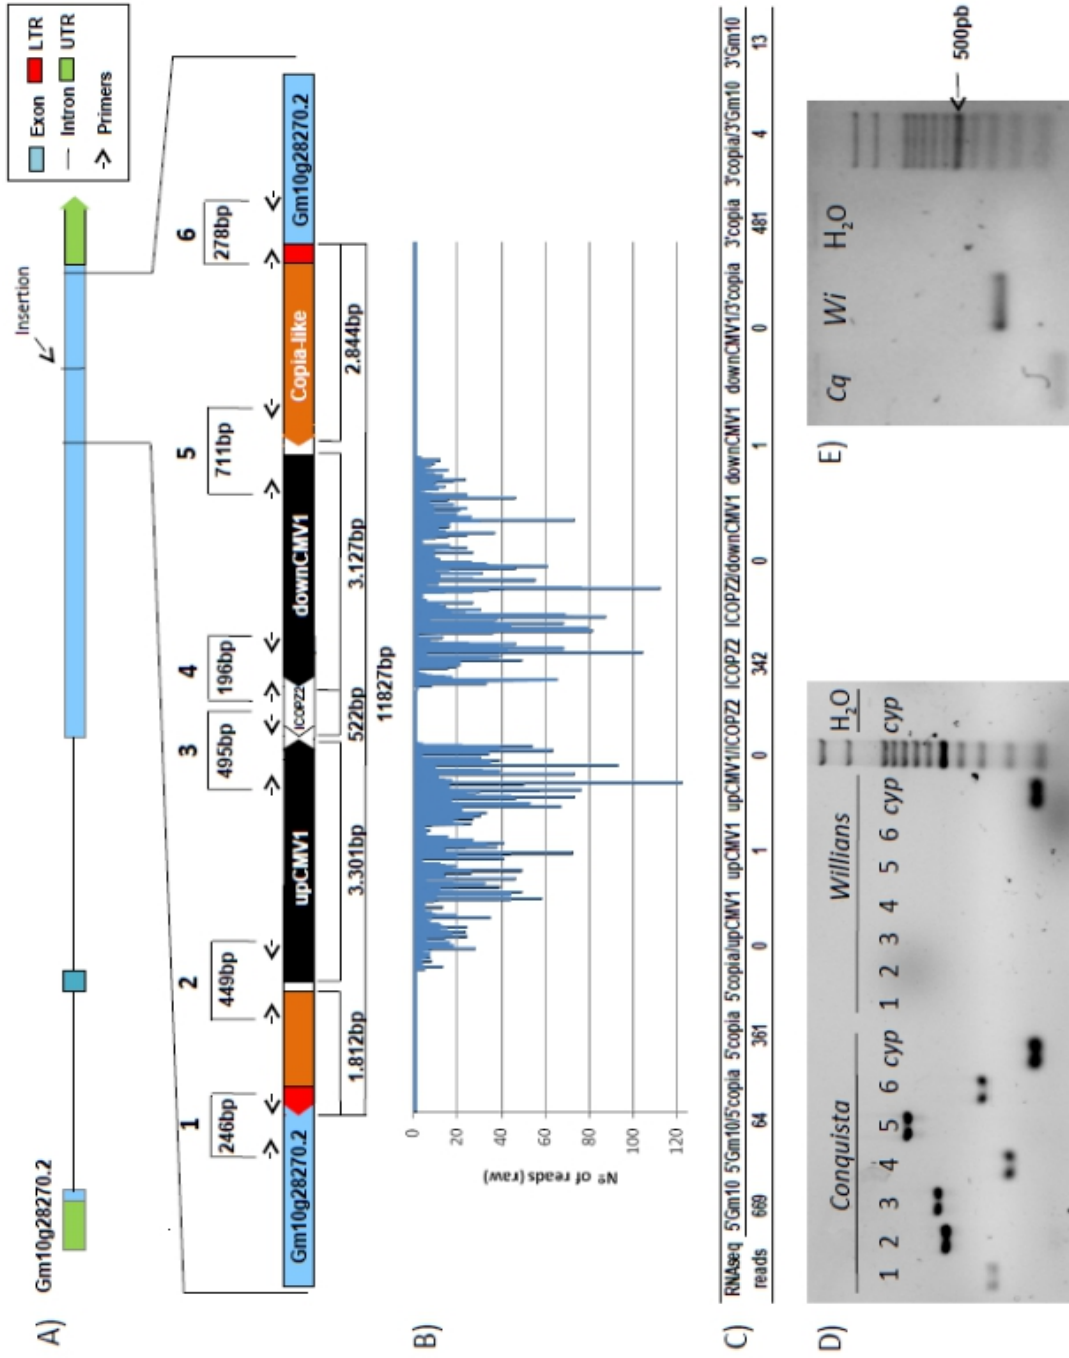 A)
Gm10g28270.2
Insertion
Exon LTR
Intron UTR
Primers
1 2 3 4 5 6
246bp 449bp 495bp 196bp 711bp 278bp
Gm10g28270.2 upCMV1 ICOPZ2 downCMV1 Copia-like Gm10g28270.2
1.812bp 3.301bp 522bp 3.127bp 2.844bp
11827bp
B)
Nº of reads (raw)
0
20
40
60
80
100
120
C)
RNAseq 5'Gm10 5'Gm10/5'copia 5'copia 5'copia/upCMV1 upCMV1 upCMV1/ICOPZ2 ICOPZ2 ICOPZ2/downCMV1 downCMV1 downCMV1/3'copia 3'copia 3'copia/3'Gm10 3'Gm10
reads 669 64 361 0 1 0 342 0 1 0 481 4 13
D)
Conquista Willians H2O
1 2 3 4 5 6 cyp 1 2 3 4 5 6 cyp cyp
E)
Cq Wi H2O
500pb